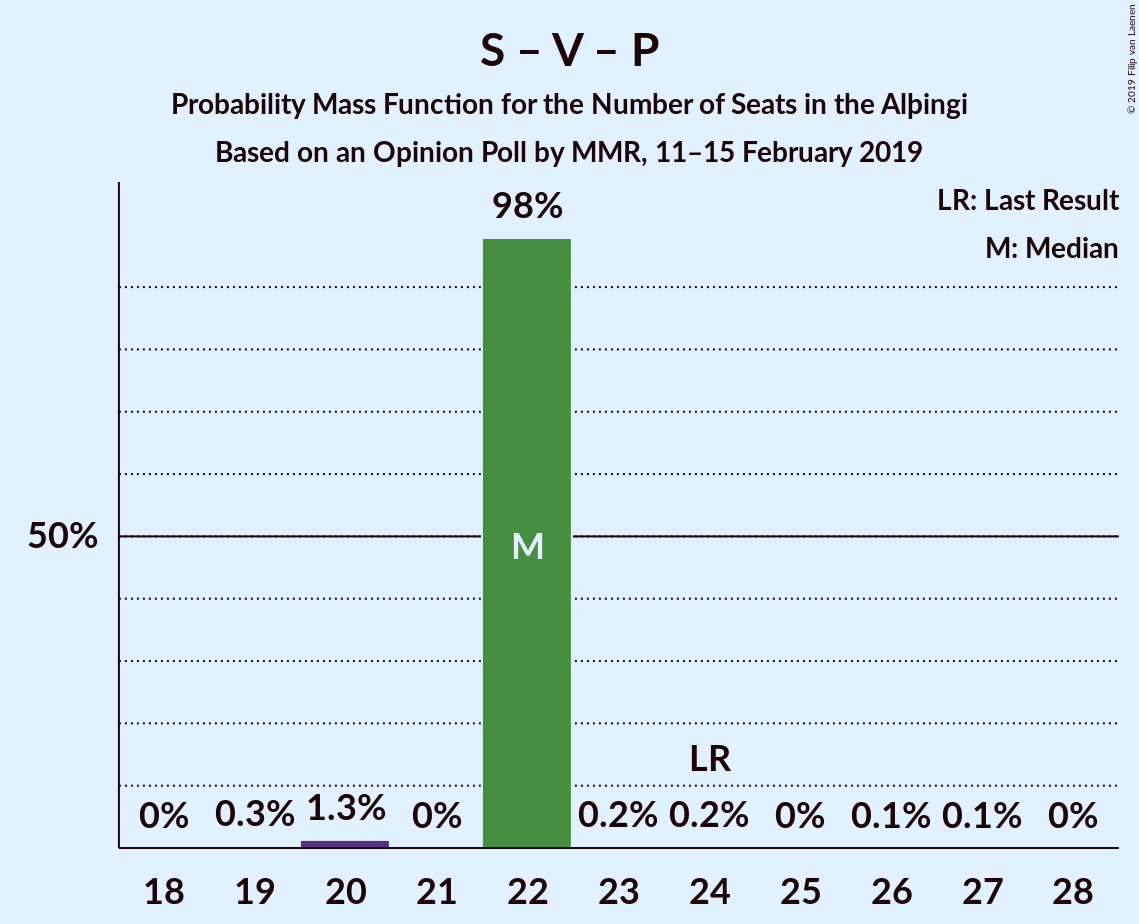 S – V – P
Probability Mass Function for the Number of Seats in the Alþingi
Based on an Opinion Poll by MMR, 11–15 February 2019
© 2019 Filip van Laenen
LR: Last Result
M: Median
98%
50%
M
LR
0% 0.3% 1.3% 0% 0.2% 0.2% 0% 0.1% 0.1% 0%
18 19 20 21 22 23 24 25 26 27 28